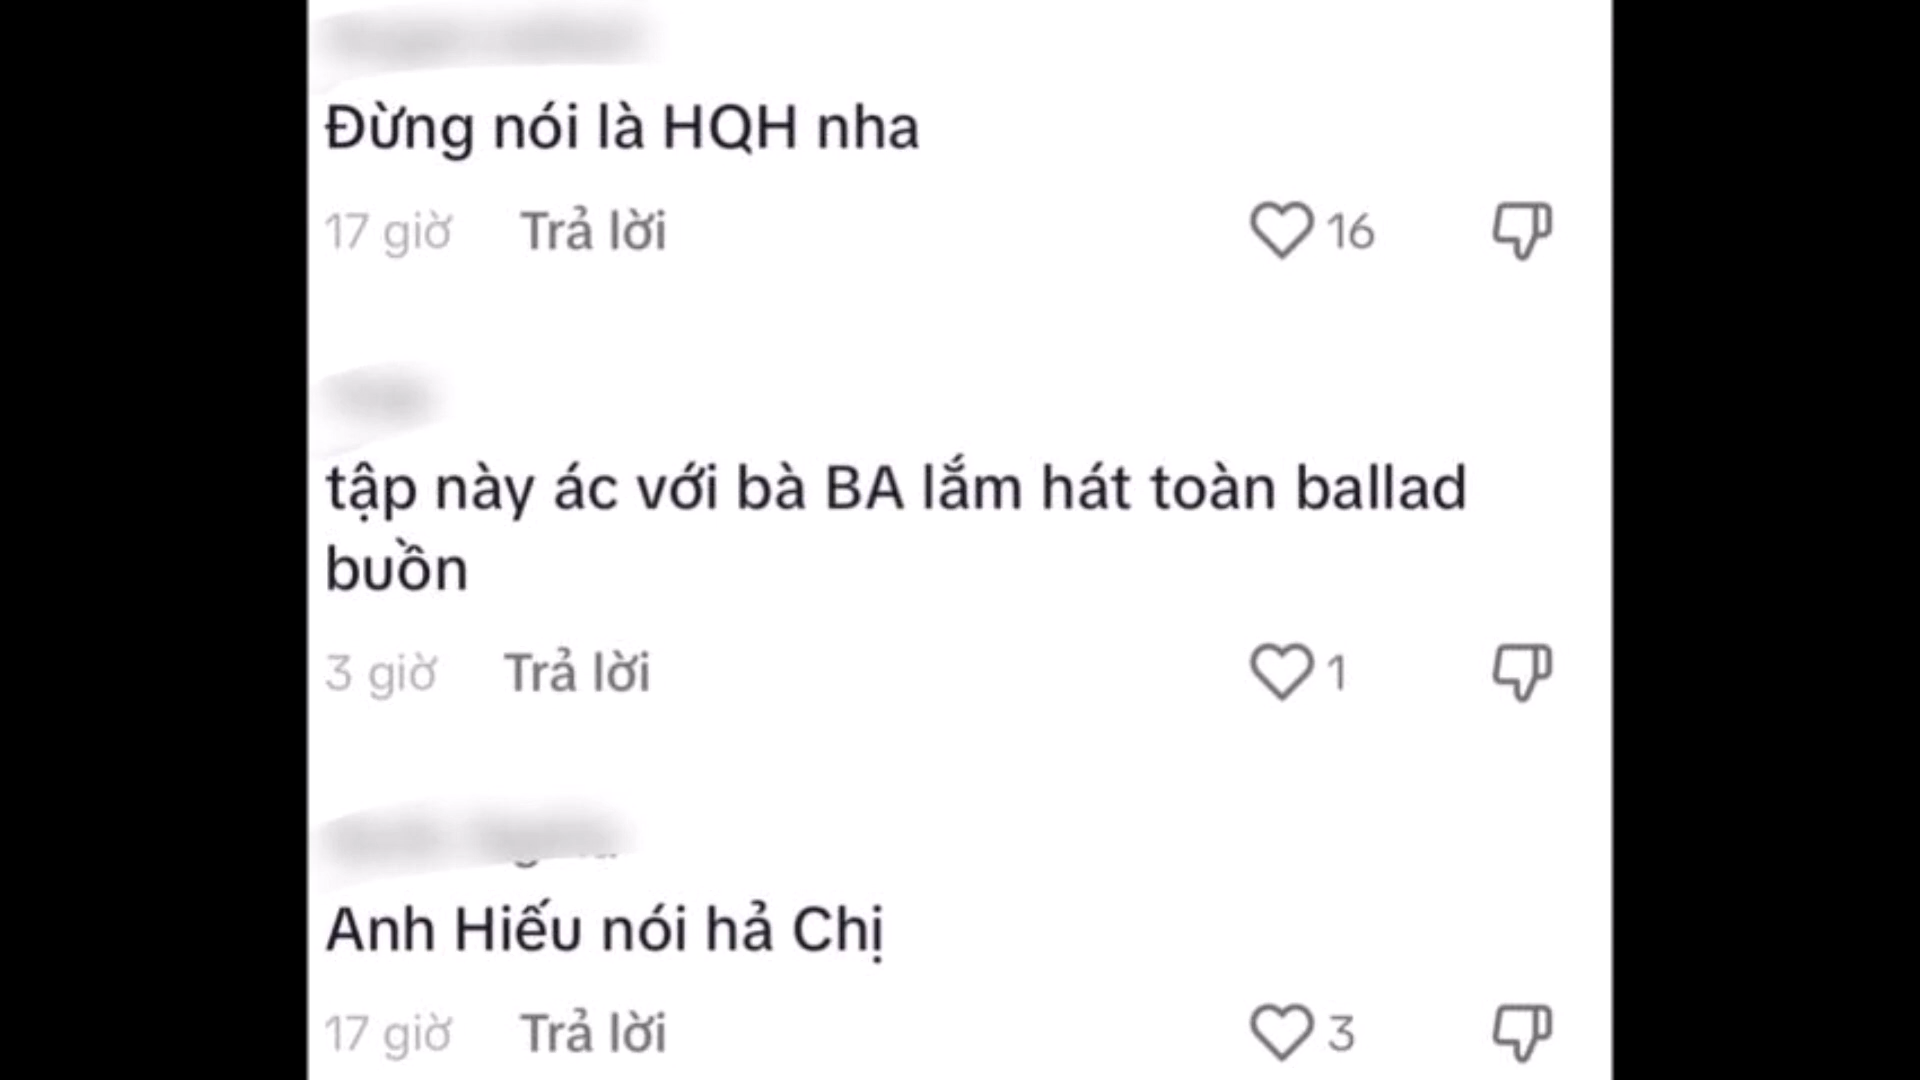 Đừng nói là HQH nha
17 giờ Trả lời 16
tập này ác với bà BA lắm hát toàn ballad
buồn
3 giờ Trả lời 1
Anh Hiếu nói hả Chị
17 giờ Trả lời 3